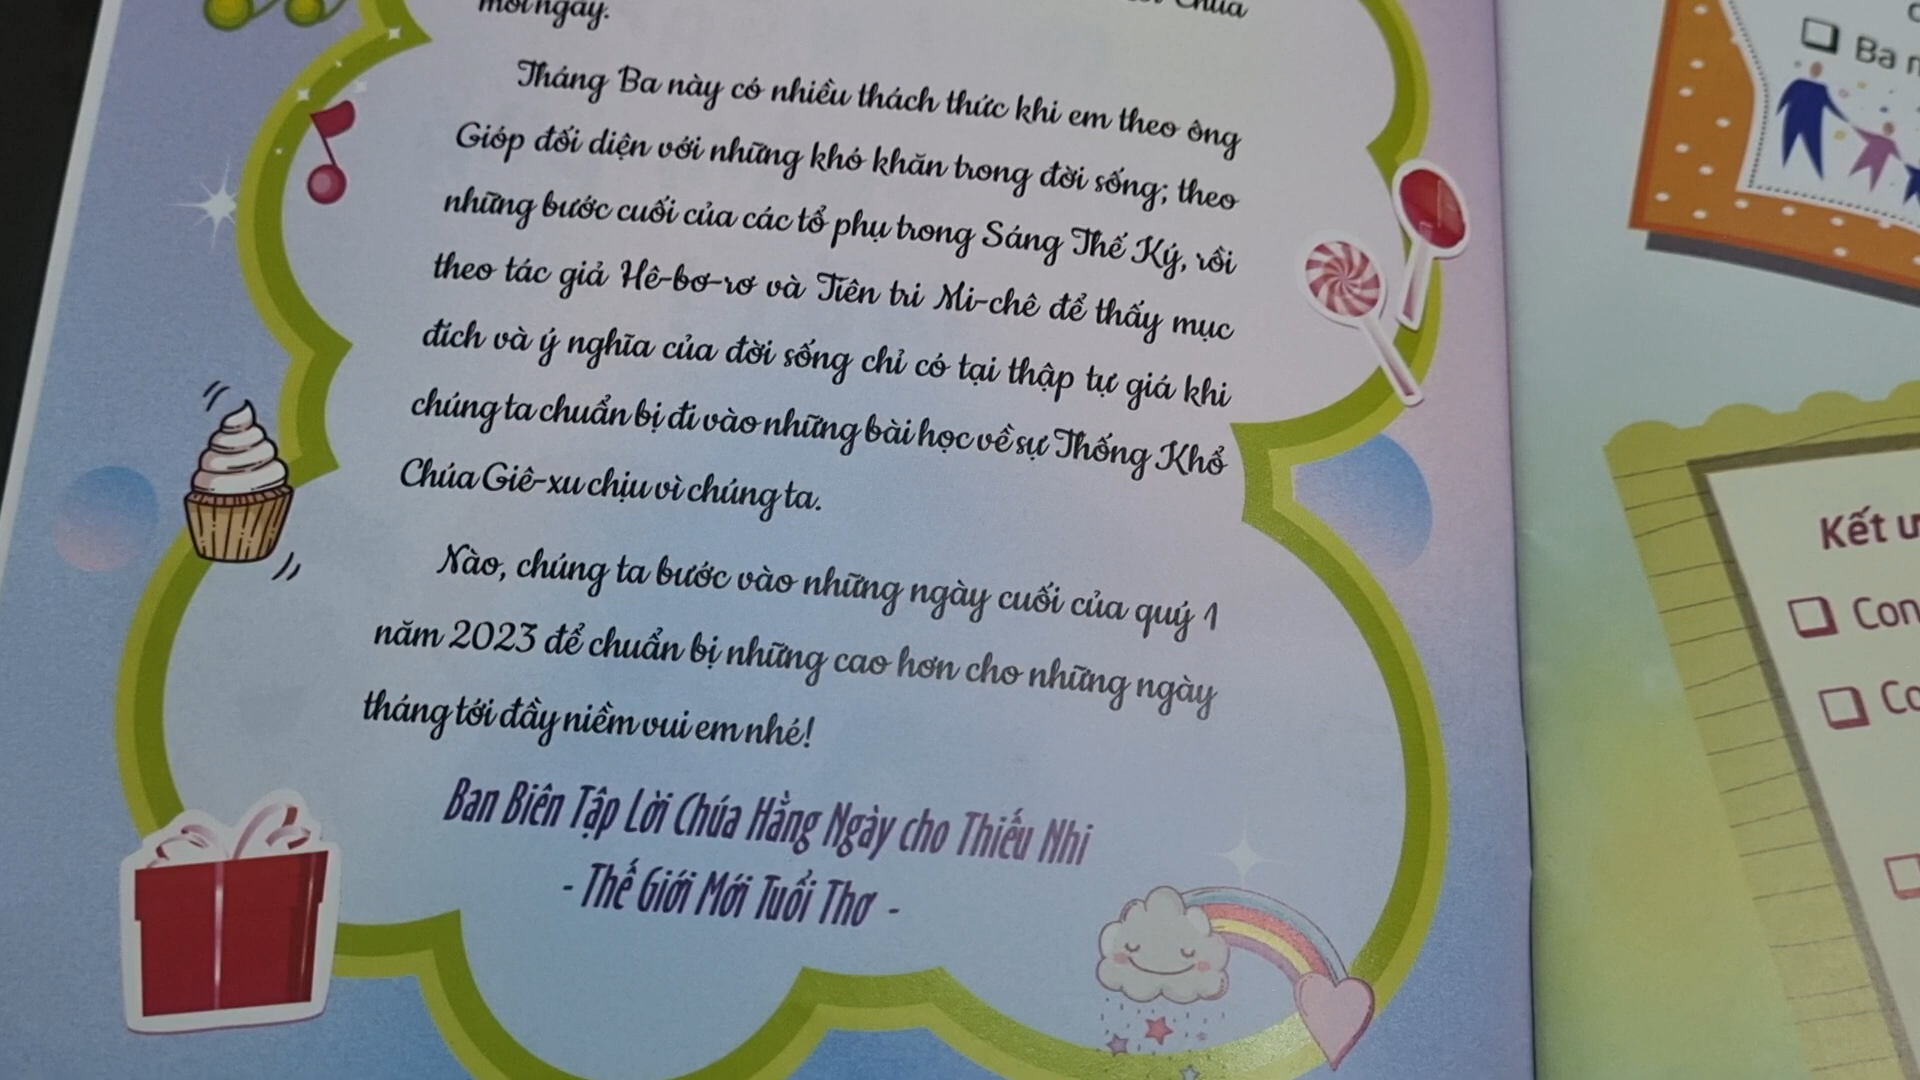 Chúa
mỗi ngày.
Tháng Ba này có nhiều thách thức khi em theo ông
Gióp đối diện với những khó khăn trong đời sống; theo
những bước cuối của các tổ phụ trong Sáng Thế Ký, rồi
theo tác giả Hê-bơ-rơ và Tiên tri Mi-chê để thấy mục
đích và ý nghĩa của đời sống chỉ có tại thập tự giá khi
chúng ta chuẩn bị đi vào những bài học về sự Thống Khổ
Chúa Giê-xu chịu vì chúng ta.
Nào, chúng ta bước vào những ngày cuối của quý 1
năm 2023 để chuẩn bị những cao hơn cho những ngày
tháng tới đầy niềm vui em nhé!
Ban Biên Tập Lời Chúa Hằng Ngày cho Thiếu Nhi
- Thế Giới Mới Tuổi Thơ -
Ba
Kết
Con